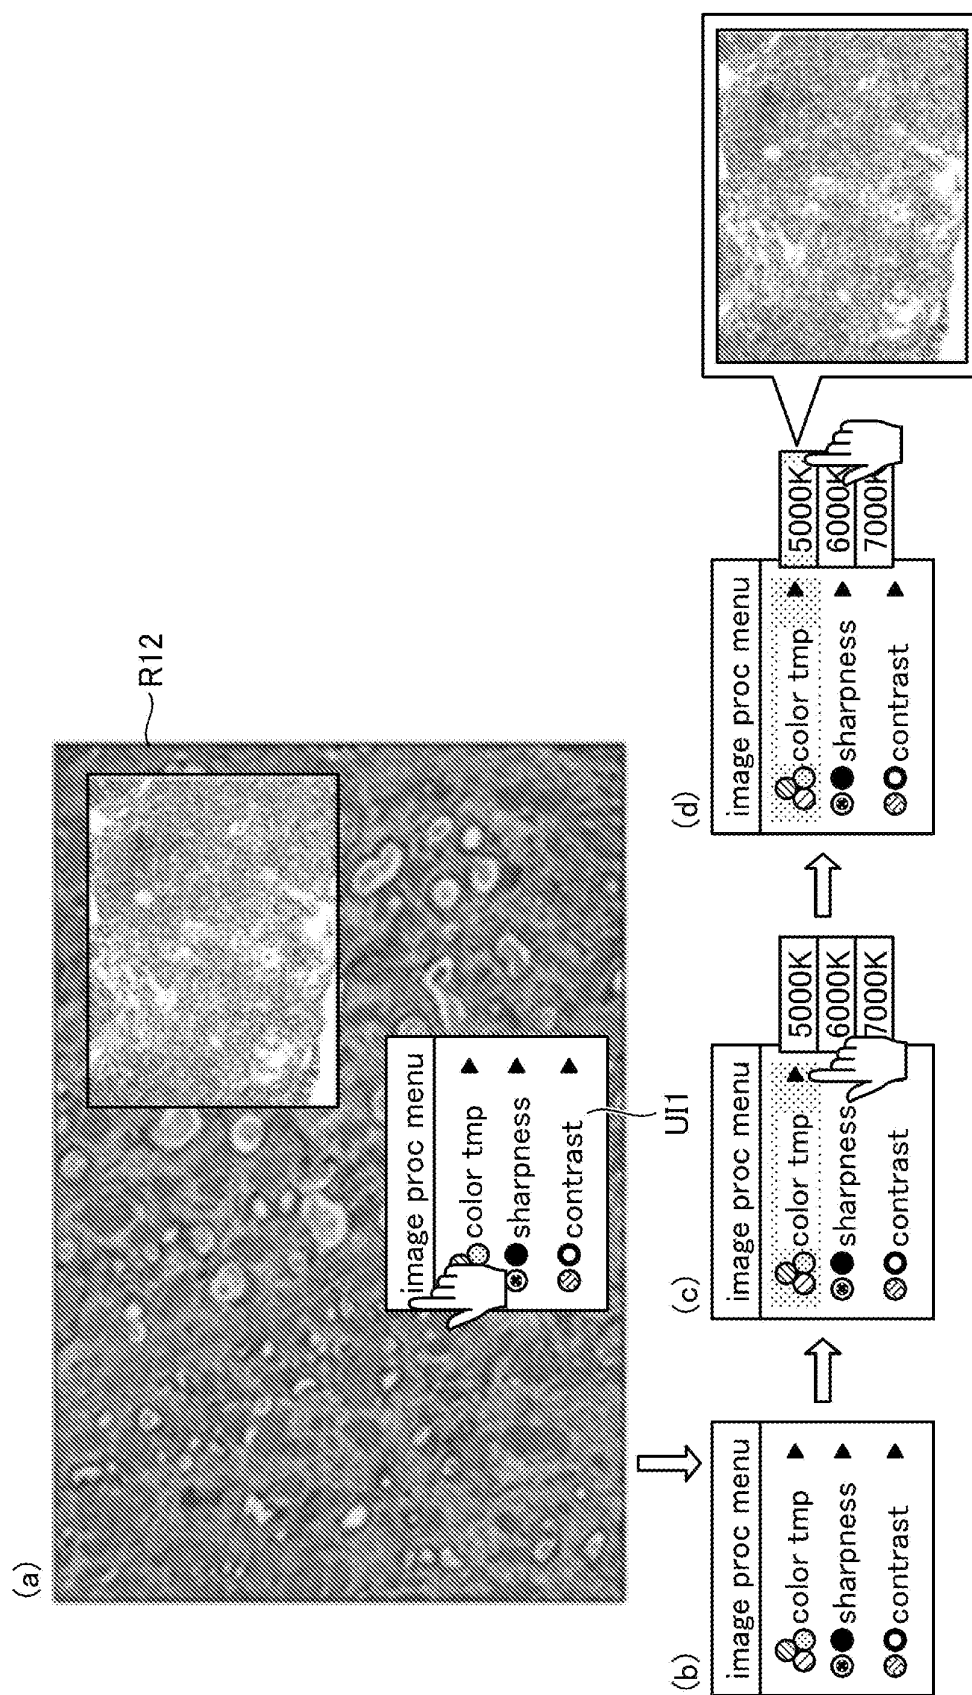 (a)
R12
image proc menu
color tmp
sharpness
contrast
UI1
(b)
image proc menu
color tmp
sharpness
contrast
(c)
image proc menu
color tmp
sharpness
contrast
5000K
6000K
7000K
(d)
image proc menu
color tmp
sharpness
contrast
5000K
6000K
7000K